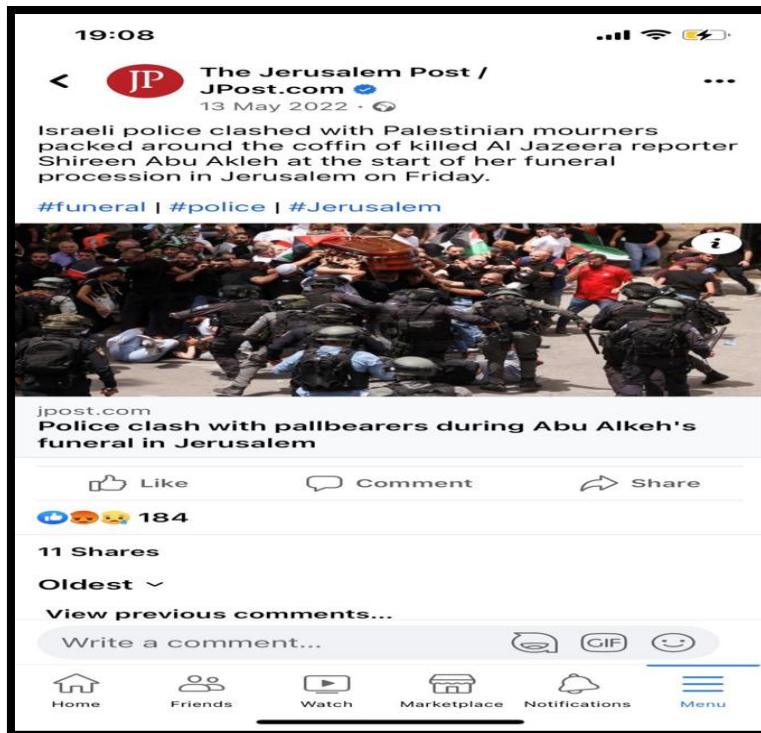 19:08
JP
The Jerusalem Post /
JPost.com
13 May 2022 ·
Israeli police clashed with Palestinian mourners
packed around the coffin of killed Al Jazeera reporter
Shireen Abu Akleh at the start of her funeral
procession in Jerusalem on Friday.
#funeral | #police | #Jerusalem
i
jpost.com
Police clash with pallbearers during Abu Alkeh's
funeral in Jerusalem
Like Comment Share
184
11 Shares
Oldest
View previous comments...
Write a comment... GIF
Home Friends Watch Marketplace Notifications Menu